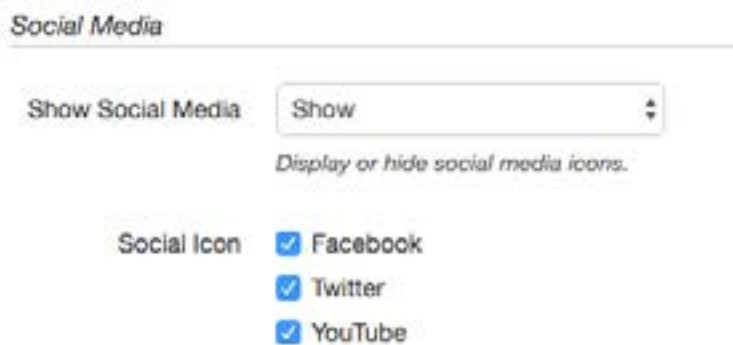 Social Media
Show Social Media Show
Display or hide social media icons.
Social Icon Facebook
Twitter
YouTube